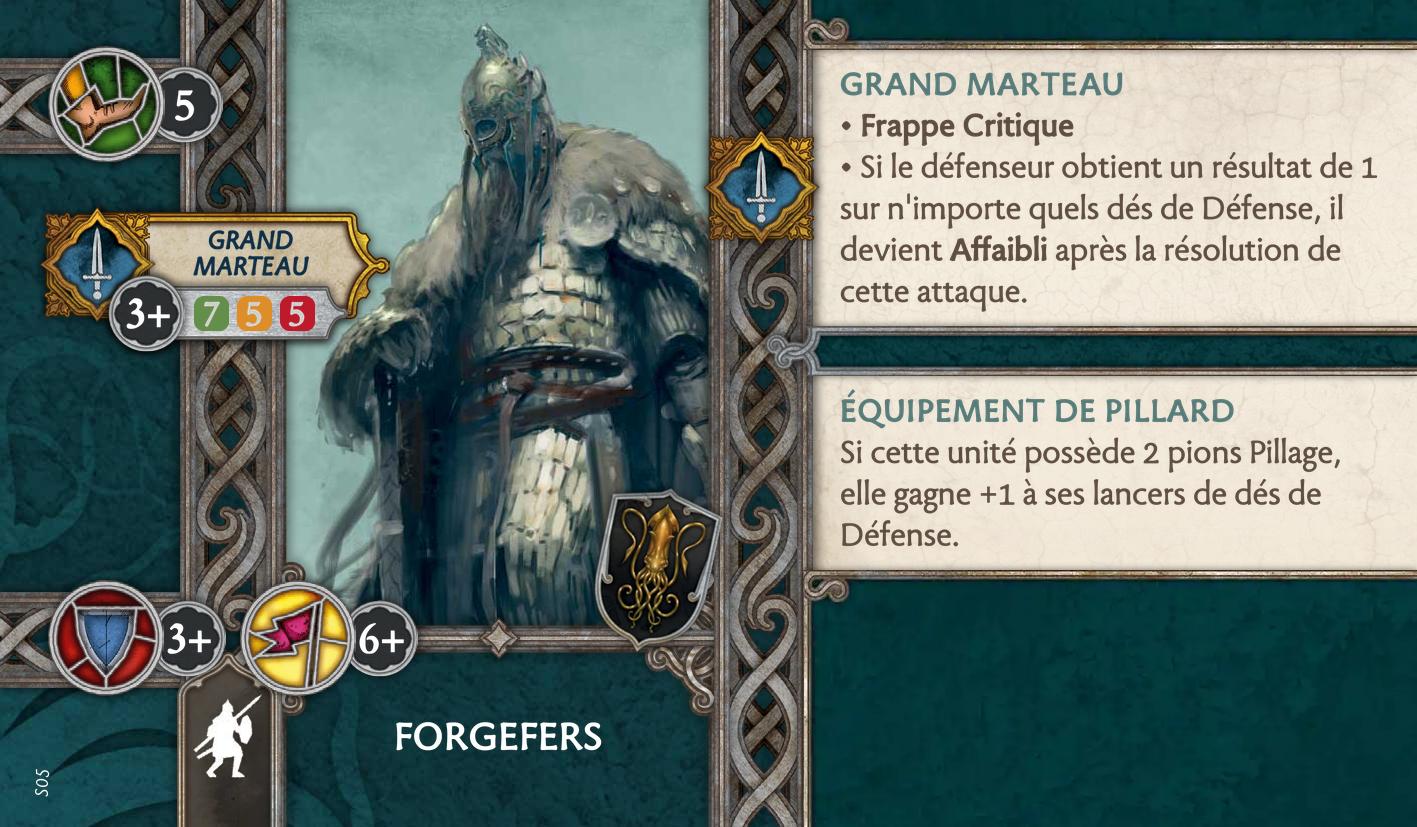 5
GRAND
MARTEAU
3+ 7 5 5
3+
6+
FORGEFERS
S05
GRAND MARTEAU
• Frappe Critique
• Si le défenseur obtient un résultat de 1
sur n'importe quels dés de Défense, il
devient Affaibli après la résolution de
cette attaque.
ÉQUIPEMENT DE PILLARD
Si cette unité possède 2 pions Pillage,
elle gagne +1 à ses lancers de dés de
Défense.